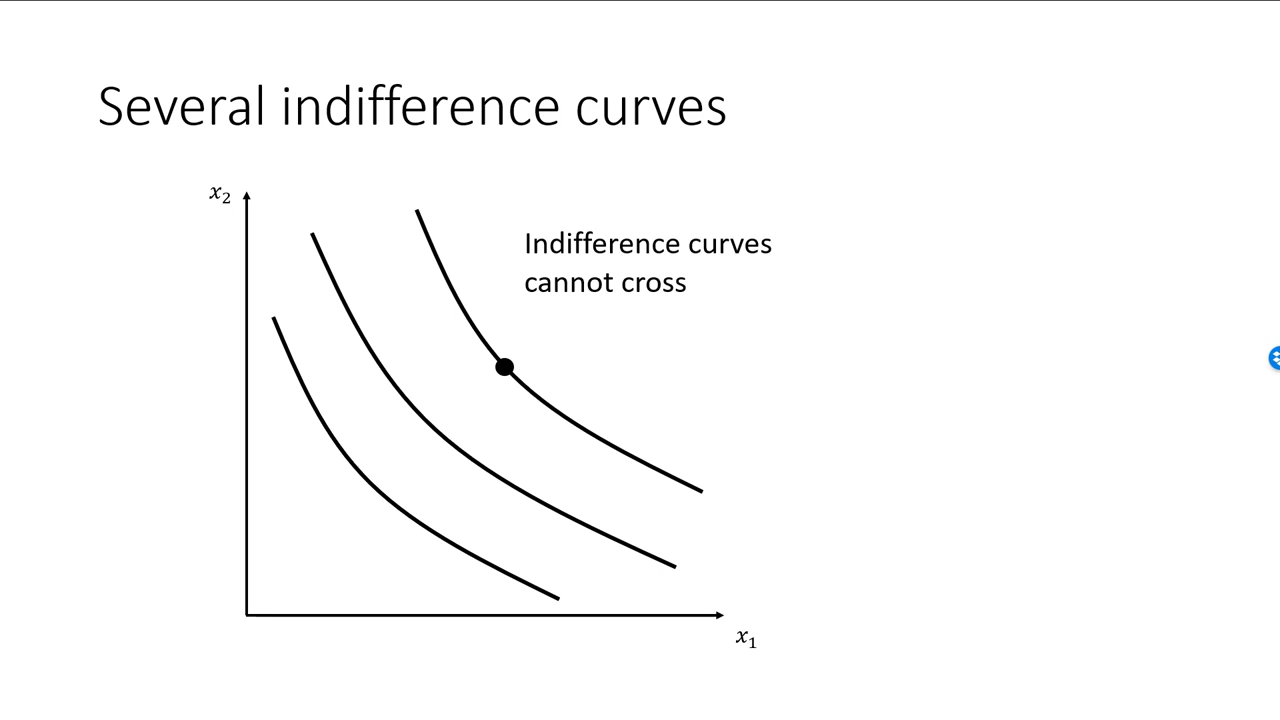 Several indifference curves
x₂
Indifference curves
cannot cross
x₁